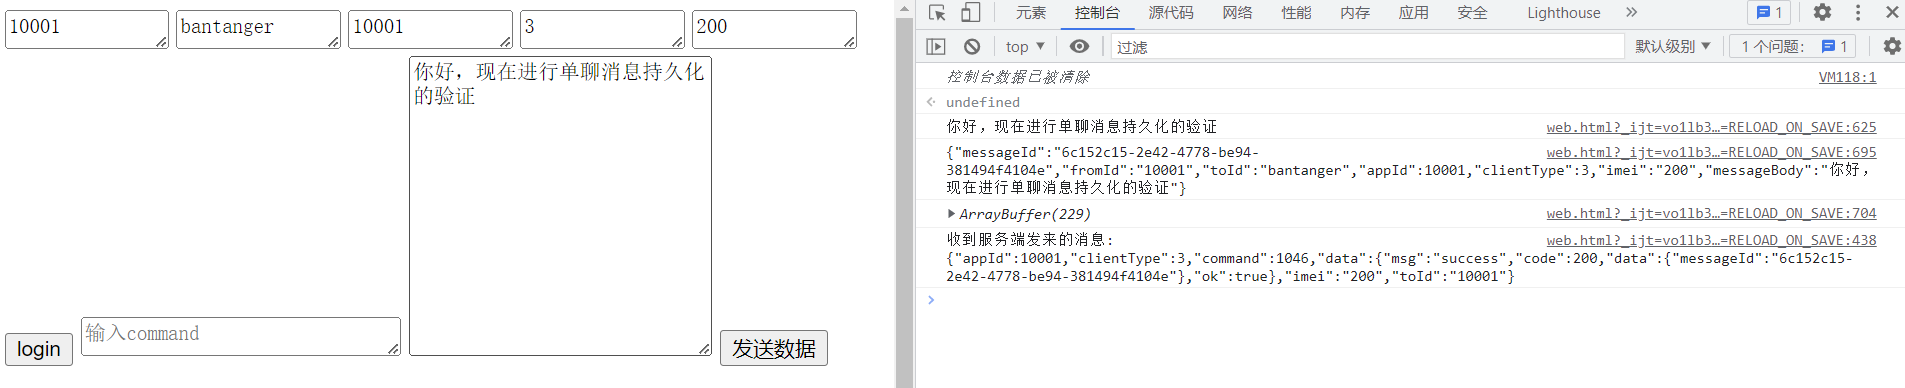 10001 bantanger 10001 3 200
你好，现在进行单聊消息持久化
的验证
login 输入command 发送数据
元素 控制台 源代码 网络 性能 内存 应用 安全 Lighthouse 1
top 过滤 默认级别 1 个问题： 1
控制台数据已被清除 VM118:1
undefined
你好，现在进行单聊消息持久化的验证 web.html?_ijt=vo1lb3…=RELOAD_ON_SAVE:625
{"messageId":"6c152c15-2e42-4778-be94- web.html?_ijt=vo1lb3…=RELOAD_ON_SAVE:695
381494f4104e","fromId":"10001","toId":"bantanger","appId":10001,"clientType":3,"imei":"200","messageBody":"你好，
现在进行单聊消息持久化的验证"}
ArrayBuffer(229) web.html?_ijt=vo1lb3…=RELOAD_ON_SAVE:704
收到服务端发来的消息: web.html?_ijt=vo1lb3…=RELOAD_ON_SAVE:438
{"appId":10001,"clientType":3,"command":1046,"data":{"msg":"success","code":200,"data":{"messageId":"6c152c15-
2e42-4778-be94-381494f4104e"},"ok":true},"imei":"200","toId":"10001"}